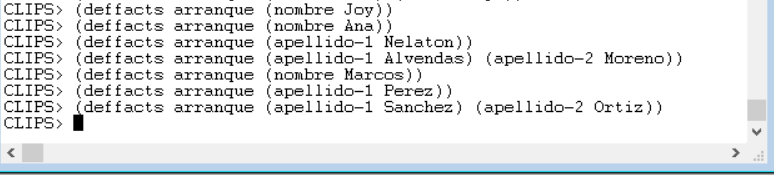 CLIPS> (deffacts arranque (nombre Joy))
CLIPS> (deffacts arranque (nombre Ana))
CLIPS> (deffacts arranque (apellido-1 Nelaton))
CLIPS> (deffacts arranque (apellido-1 Alvendas) (apellido-2 Moreno))
CLIPS> (deffacts arranque (nombre Marcos))
CLIPS> (deffacts arranque (apellido-1 Perez))
CLIPS> (deffacts arranque (apellido-1 Sanchez) (apellido-2 Ortiz))
CLIPS>